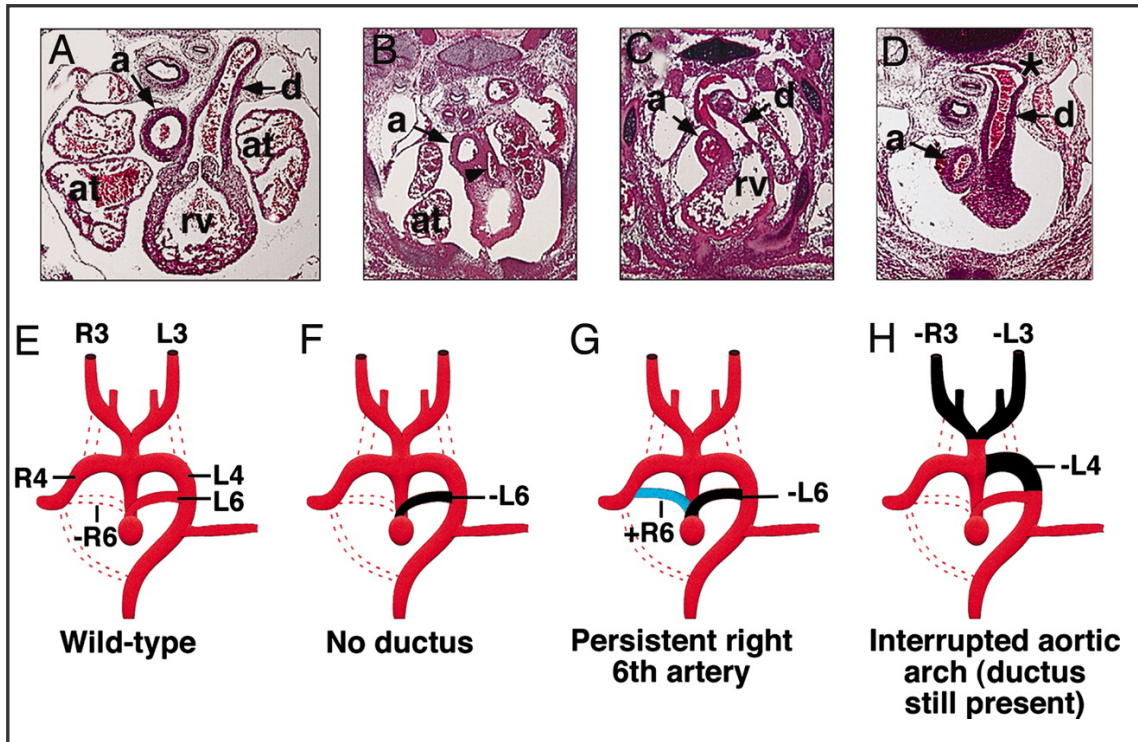 A
a
d
at
at
rv
B
a
at
C
a
d
rv
D
*
d
a
E
R3 L3
R4
L4
L6
-R6
Wild-type
F
-L6
No ductus
G
-L6
+R6
Persistent right
6th artery
H
-R3 -L3
-L4
Interrupted aortic
arch (ductus
still present)